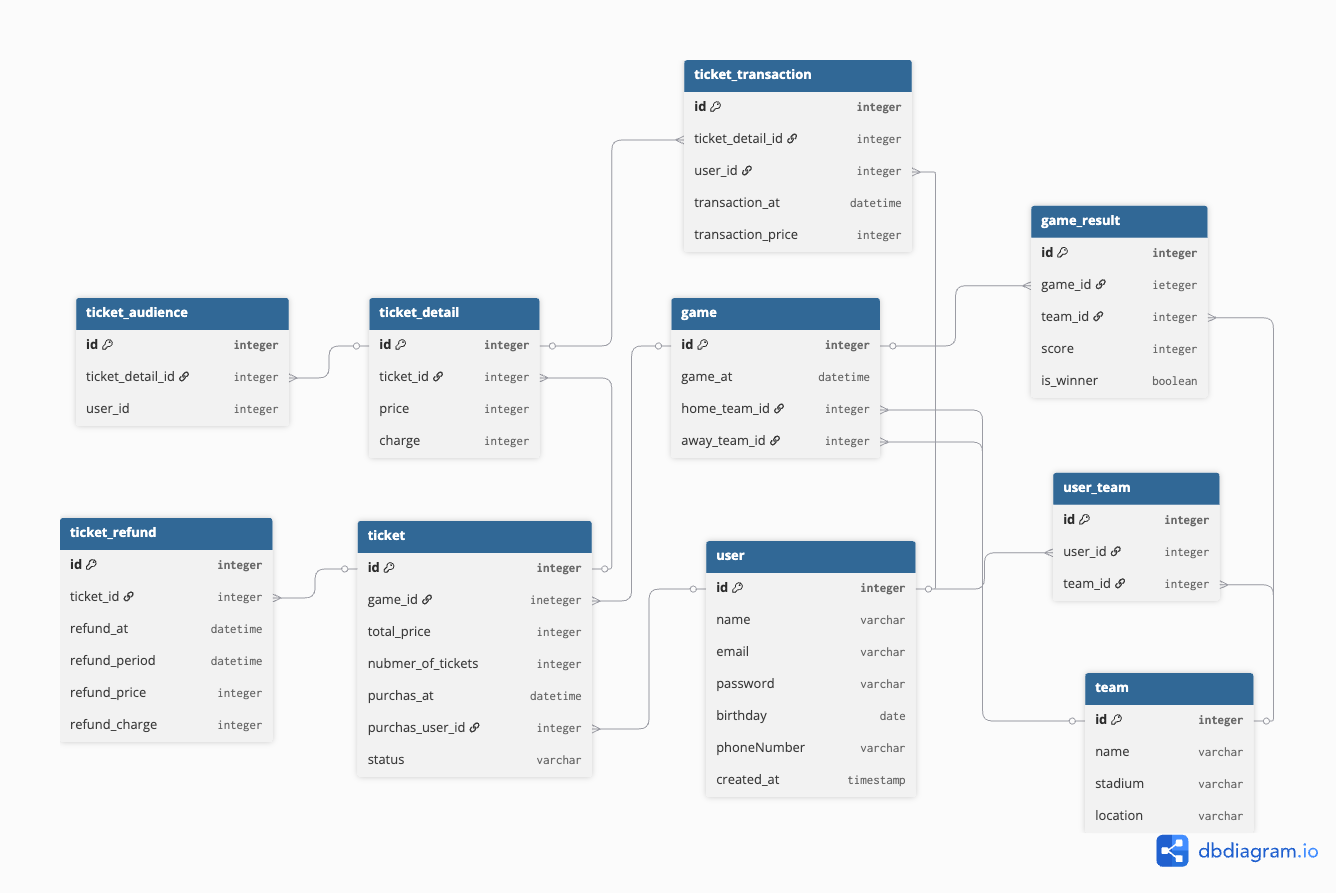 ticket_transaction
id integer
ticket_detail_id integer
user_id integer
transaction_at datetime
transaction_price integer
game_result
id integer
game_id ieteger
team_id integer
score integer
is_winner boolean
ticket_audience
id integer
ticket_detail_id integer
user_id integer
ticket_detail
id integer
ticket_id integer
price integer
charge integer
game
id integer
game_at datetime
home_team_id integer
away_team_id integer
user_team
id integer
user_id integer
team_id integer
ticket_refund
id integer
ticket_id integer
refund_at datetime
refund_period datetime
refund_price integer
refund_charge integer
ticket
id integer
game_id ineteger
total_price integer
nubmer_of_tickets integer
purchas_at datetime
purchas_user_id integer
status varchar
user
id integer
name varchar
email varchar
password varchar
birthday date
phoneNumber varchar
created_at timestamp
team
id integer
name varchar
stadium varchar
location varchar
dbdiagram.io